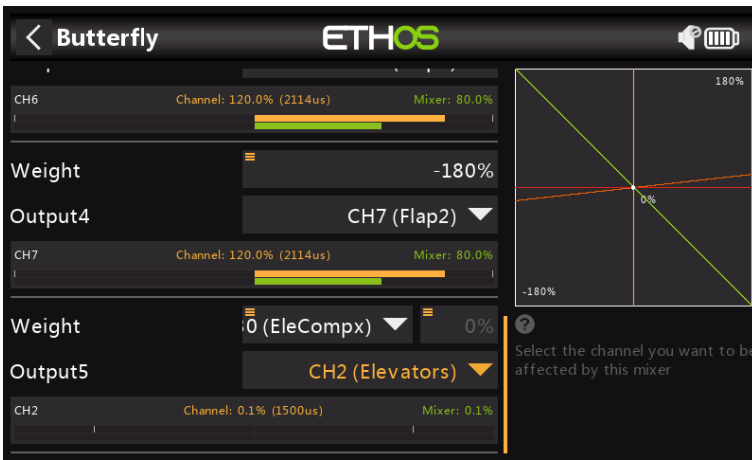 Butterfly
ETHOS
CH6 Channel: 120.0% (2114us) Mixer: 80.0%
Weight -180%
Output4 CH7 (Flap2)
CH7 Channel: 120.0% (2114us) Mixer: 80.0%
Weight 0 (EleCompx) 0%
Output5 CH2 (Elevators)
CH2 Channel: 0.1% (1500us) Mixer: 0.1%
180%
0%
-180%
?
Select the channel you want to be
affected by this mixer